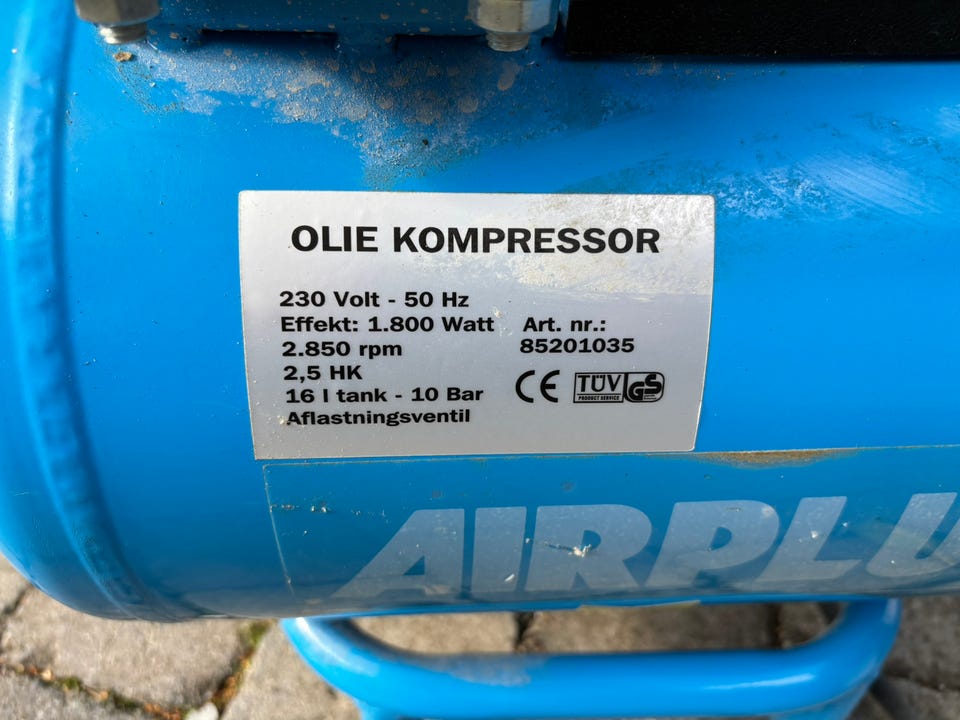 OLIE KOMPRESSOR
230 Volt - 50 Hz
Effekt: 1.800 Watt
2.850 rpm
2,5 HK
16 l tank - 10 Bar
Aflastningsventil
Art. nr.:
85201035
CE
TÜV
PRODUCT SERVICE
GS
AIRPLU